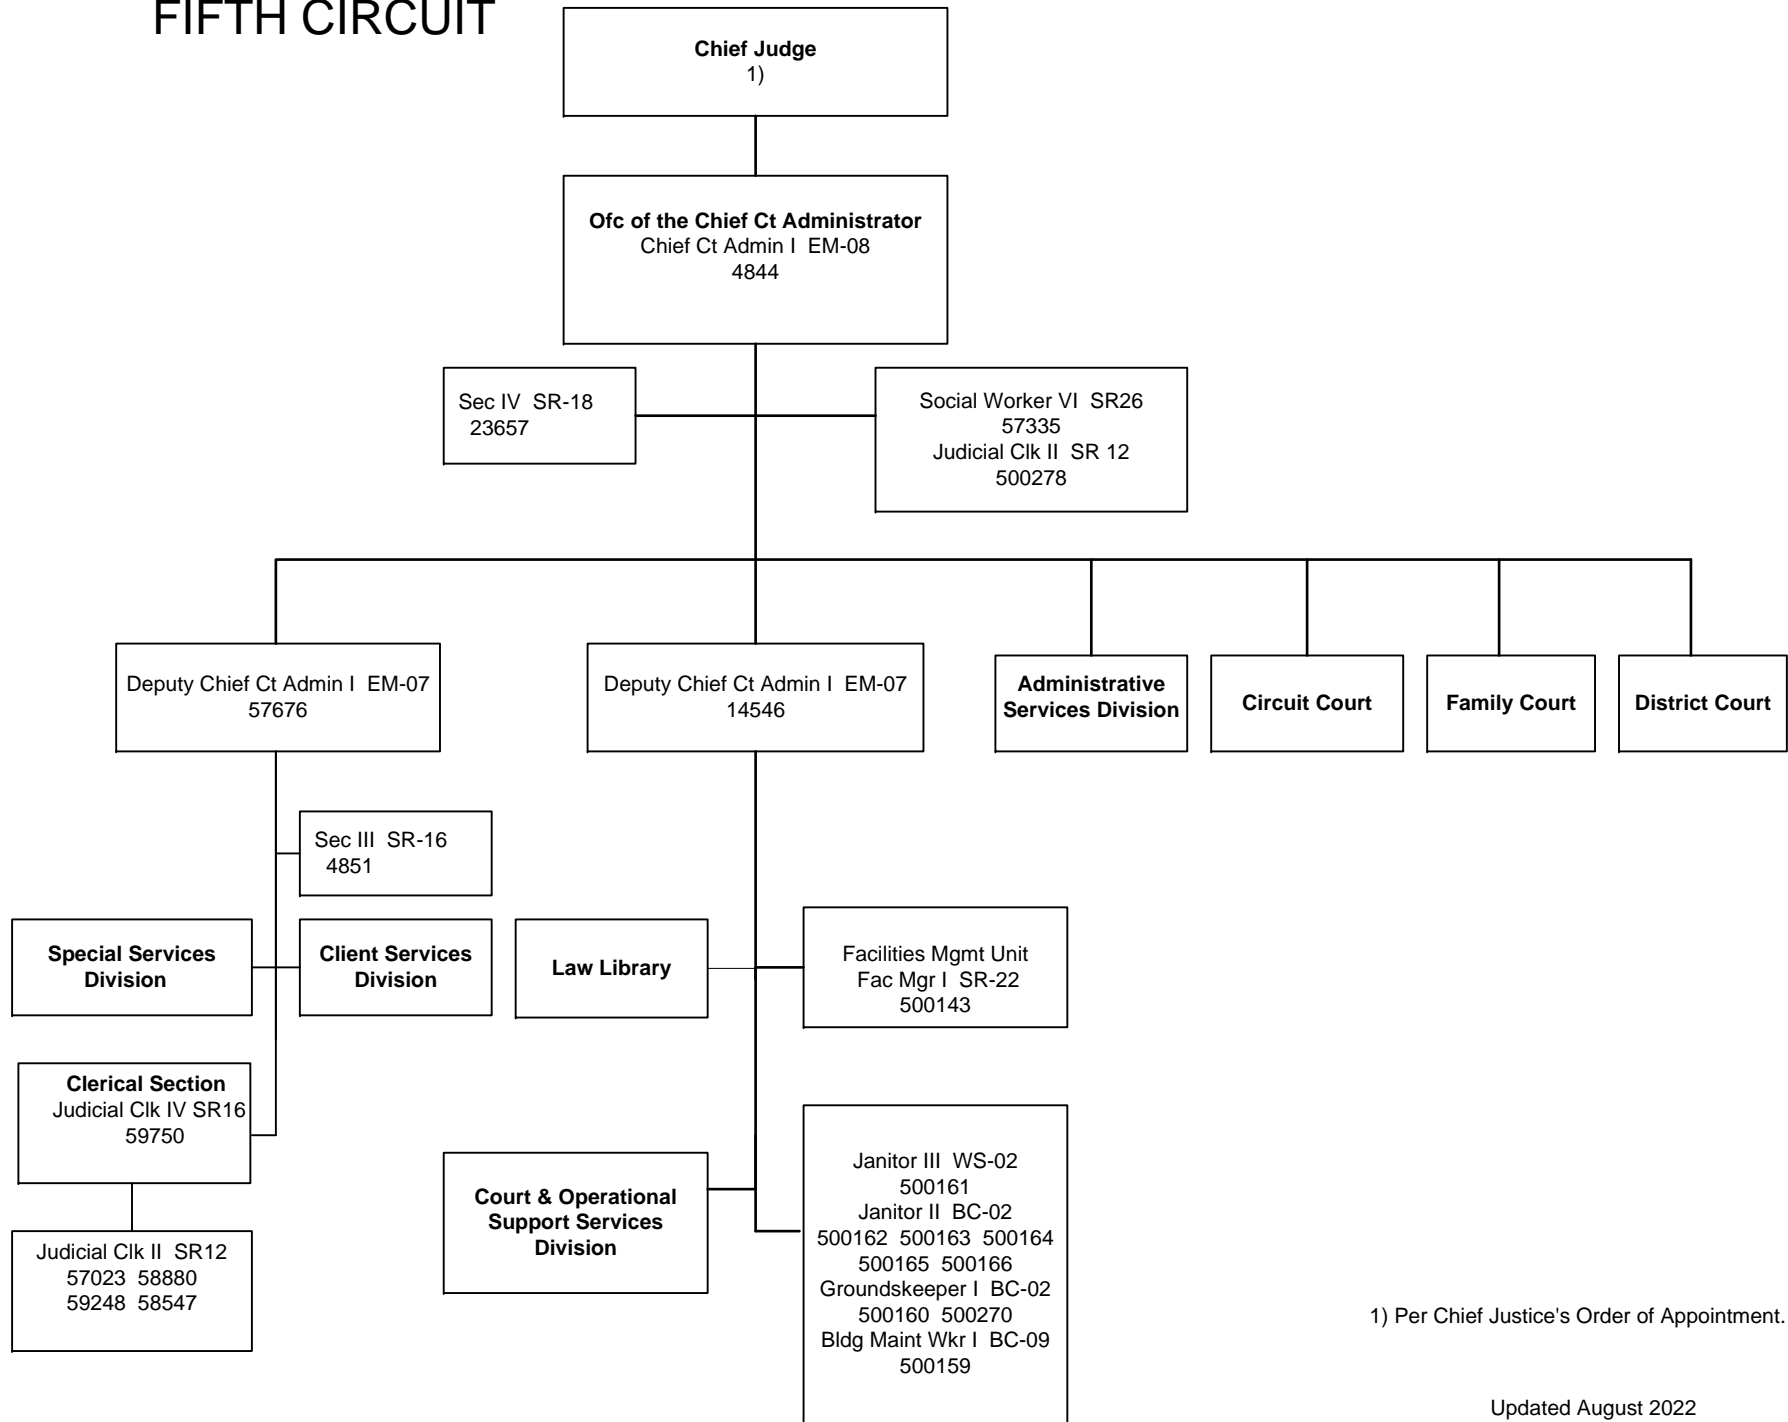 FIFTH CIRCUIT
Chief Judge
1)
Ofc of the Chief Ct Administrator
Chief Ct Admin I  EM-08
4844
Sec IV  SR-18
23657
Social Worker VI  SR26
57335
Judicial Clk II  SR 12
500278
Deputy Chief Ct Admin I  EM-07
57676
Deputy Chief Ct Admin I  EM-07
14546
Administrative
Services Division
Circuit Court
Family Court
District Court
Sec III  SR-16
4851
Special Services
Division
Client Services
Division
Law Library
Facilities Mgmt Unit
Fac Mgr I  SR-22
500143
Clerical Section
Judicial Clk IV SR16
59750
Judicial Clk II  SR12
57023  58880
59248  58547
Court & Operational
Support Services
Division
Janitor III  WS-02
500161
Janitor II  BC-02
500162  500163  500164
500165  500166
Groundskeeper I  BC-02
500160  500270
Bldg Maint Wkr I  BC-09
500159
1) Per Chief Justice's Order of Appointment.
Updated August 2022